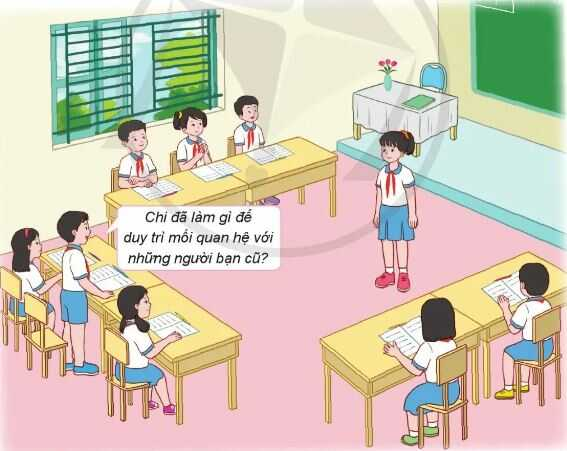 Chi đã làm gì để
duy trì mối quan hệ với
những người bạn cũ?